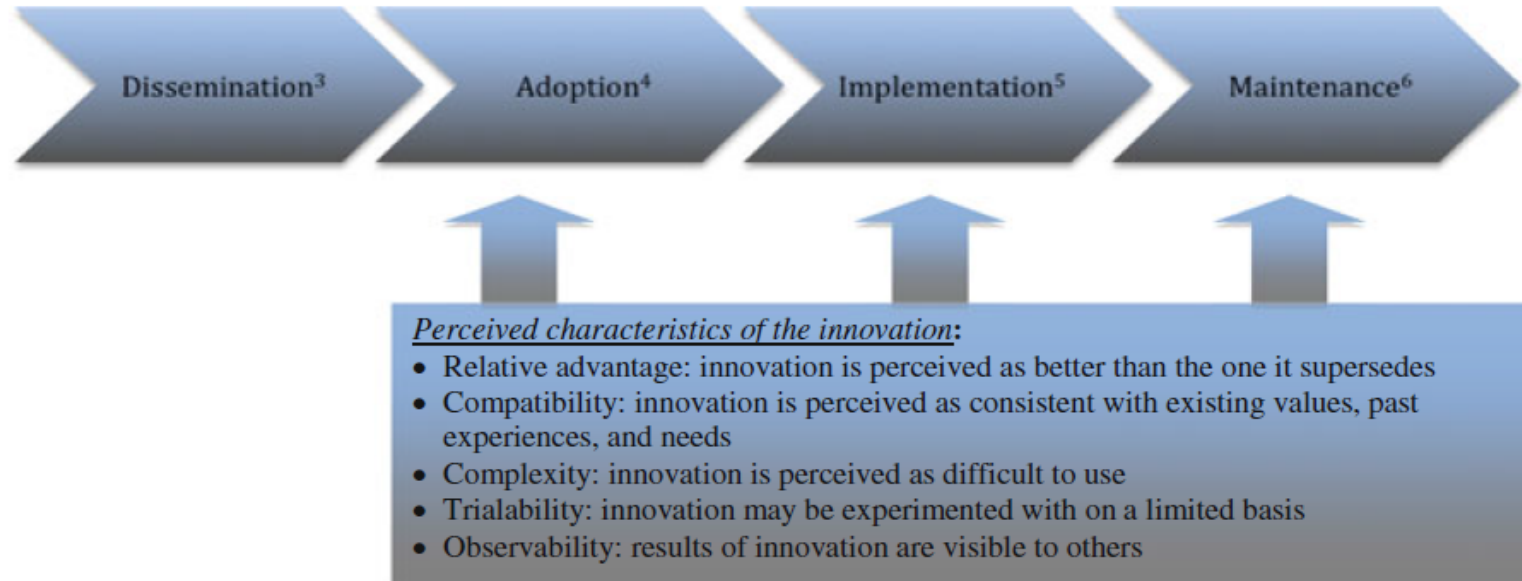 Dissemination³ Adoption⁴ Implementation⁵ Maintenance⁶
Perceived characteristics of the innovation:
• Relative advantage: innovation is perceived as better than the one it supersedes
• Compatibility: innovation is perceived as consistent with existing values, past
experiences, and needs
• Complexity: innovation is perceived as difficult to use
• Trialability: innovation may be experimented with on a limited basis
• Observability: results of innovation are visible to others